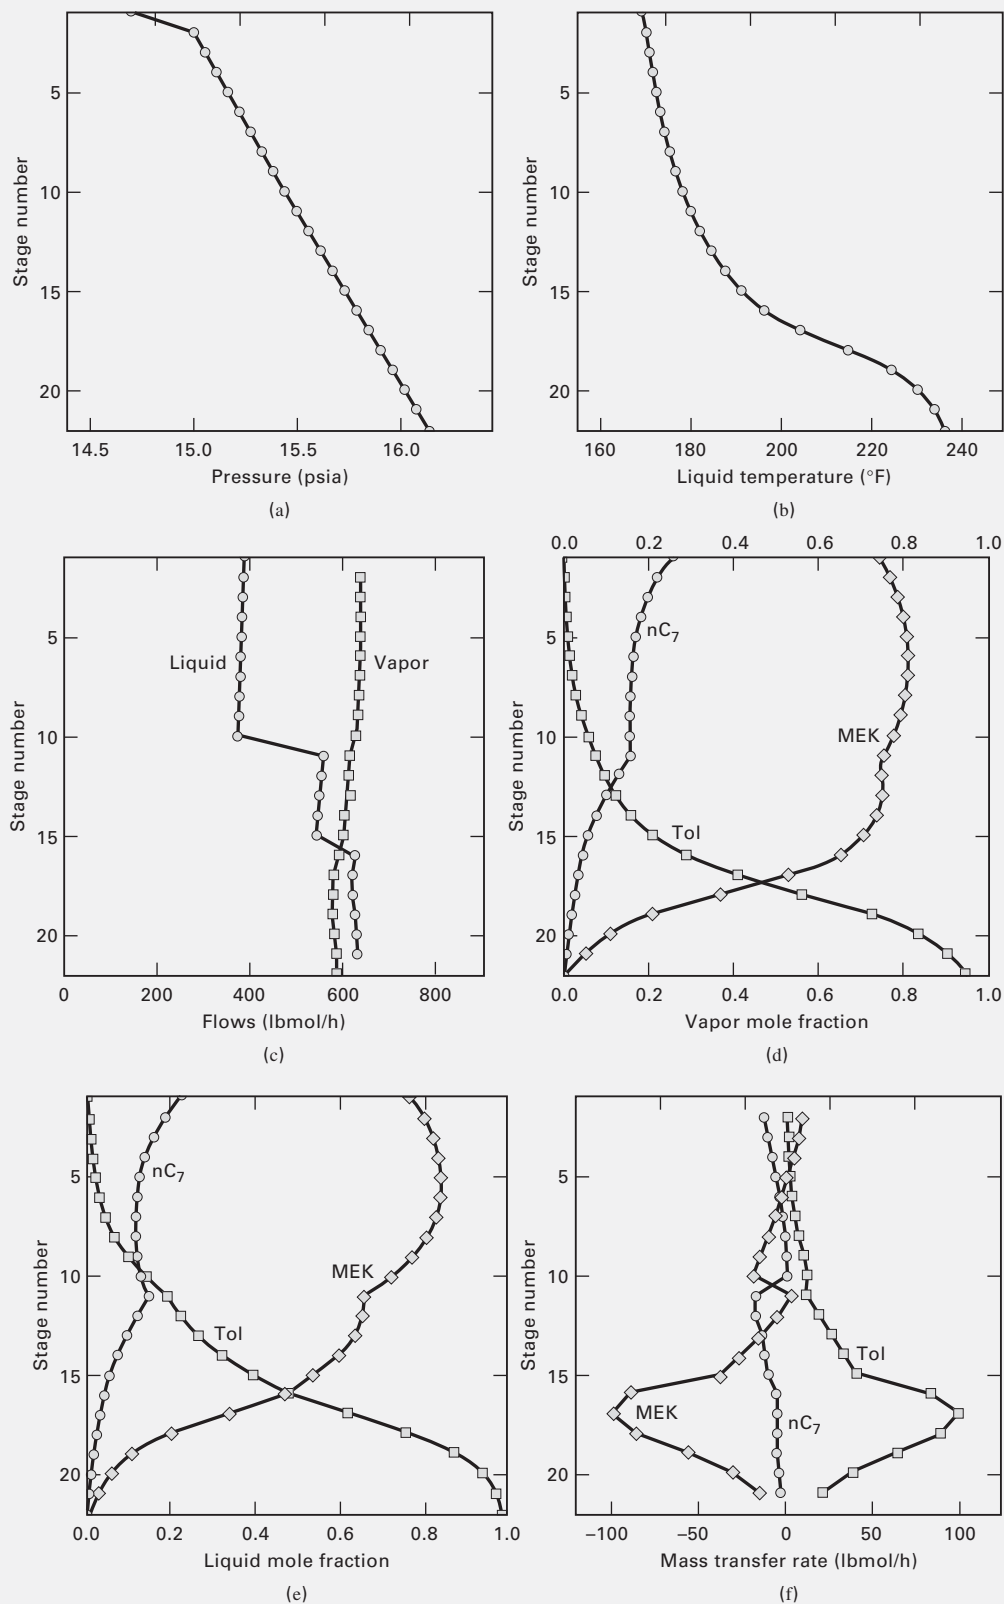 Stage number
5
10
15
20
14.5 15.0 15.5 16.0
Pressure (psia)
(a)
Stage number
5
10
15
20
160 180 200 220 240
Liquid temperature (°F)
(b)
Stage number
5
10
15
20
Liquid
Vapor
0 200 400 600 800
Flows (lbmol/h)
(c)
0.0 0.2 0.4 0.6 0.8 1.0
Stage number
5
10
15
20
nC7
MEK
Tol
0.0 0.2 0.4 0.6 0.8 1.0
Vapor mole fraction
(d)
Stage number
5
10
15
20
nC7
MEK
Tol
0.0 0.2 0.4 0.6 0.8 1.0
Liquid mole fraction
(e)
Stage number
5
10
15
20
Tol
MEK
nC7
–100 –50 0 50 100
Mass transfer rate (lbmol/h)
(f)